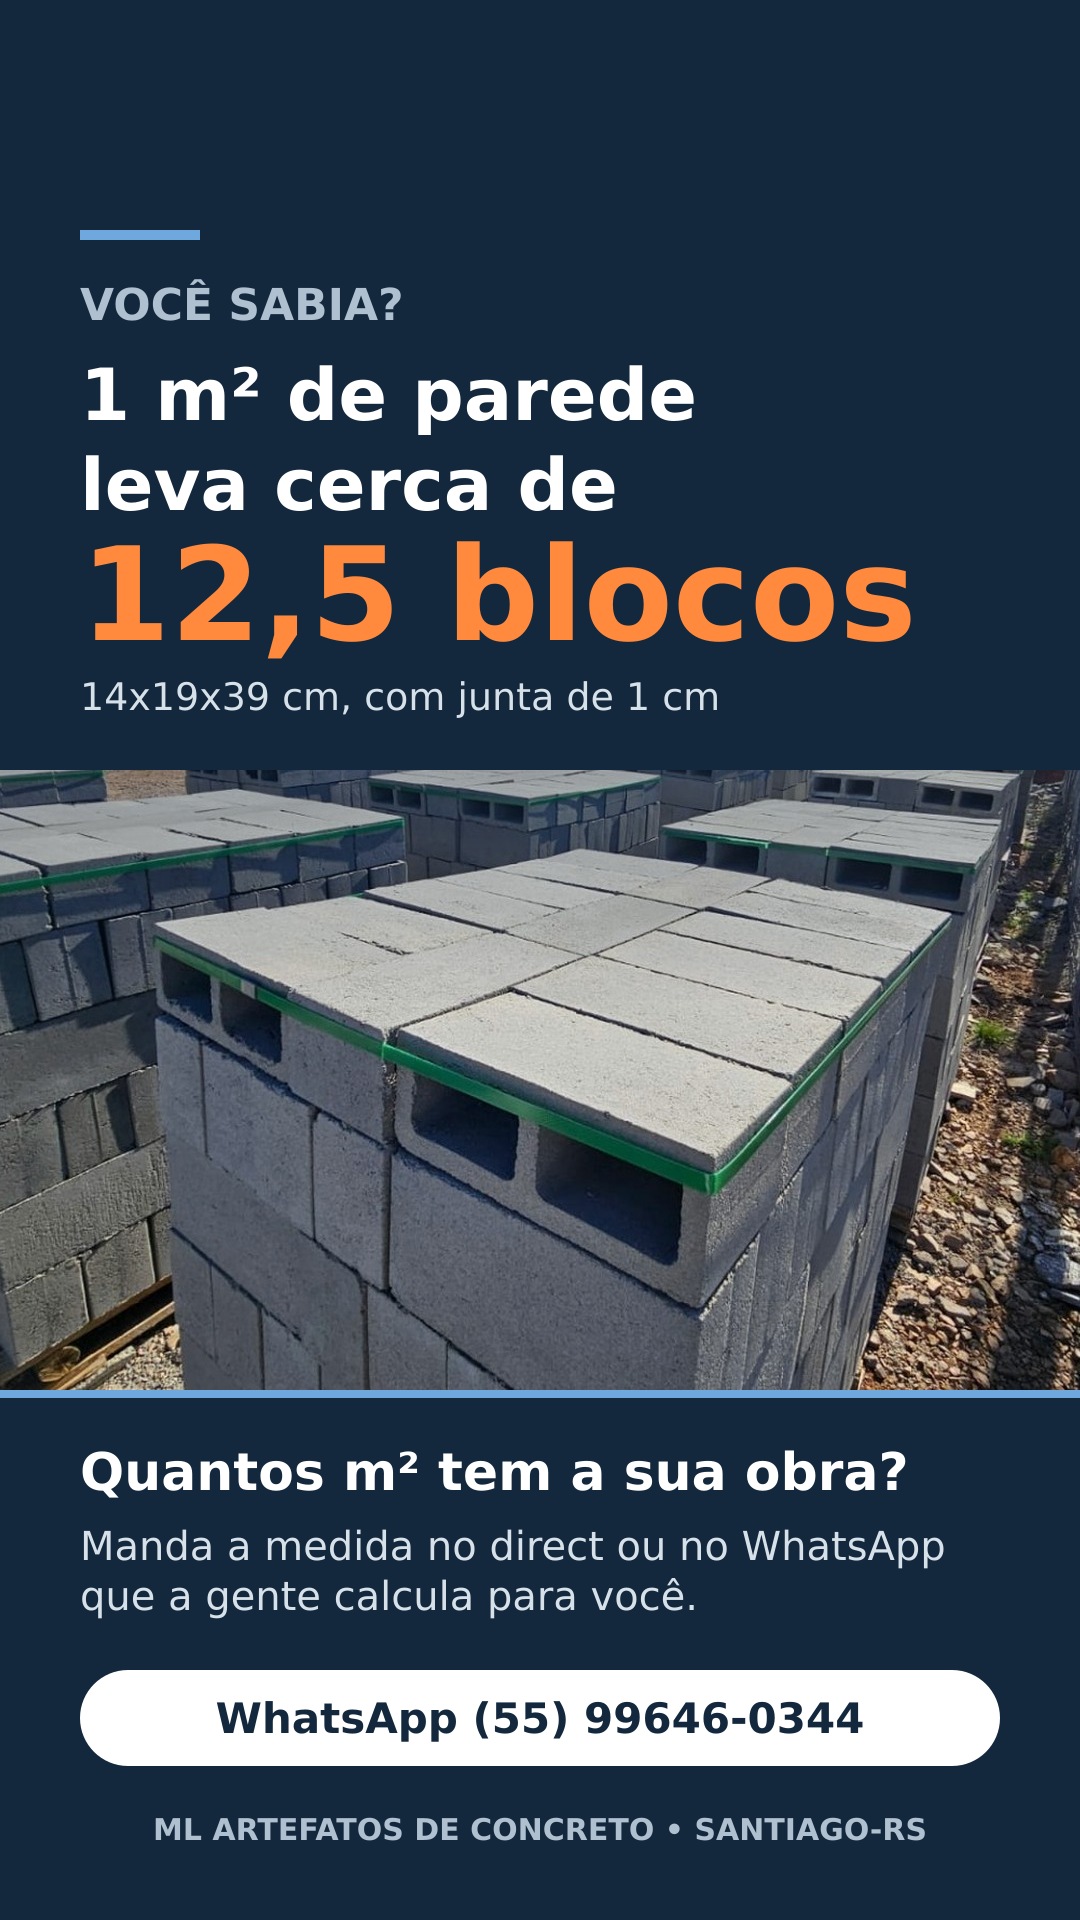 VOCÊ SABIA?
1 m² de parede
leva cerca de
12,5 blocos
14x19x39 cm, com junta de 1 cm
Quantos m² tem a sua obra?
Manda a medida no direct ou no WhatsApp
que a gente calcula para você.
WhatsApp (55) 99646-0344
ML ARTEFATOS DE CONCRETO • SANTIAGO-RS